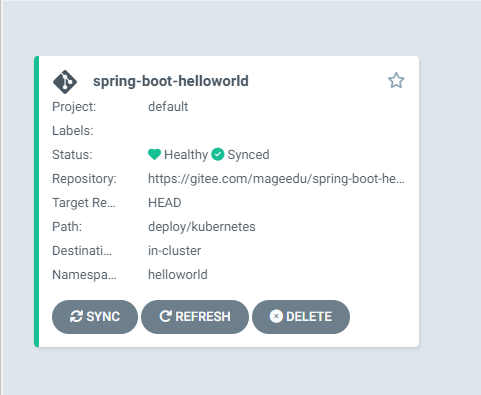 spring-boot-helloworld
Project: default
Labels:
Status: Healthy Synced
Repository: https://gitee.com/mageedu/spring-boot-he...
Target Re... HEAD
Path: deploy/kubernetes
Destinati... in-cluster
Namespa... helloworld
SYNC REFRESH DELETE